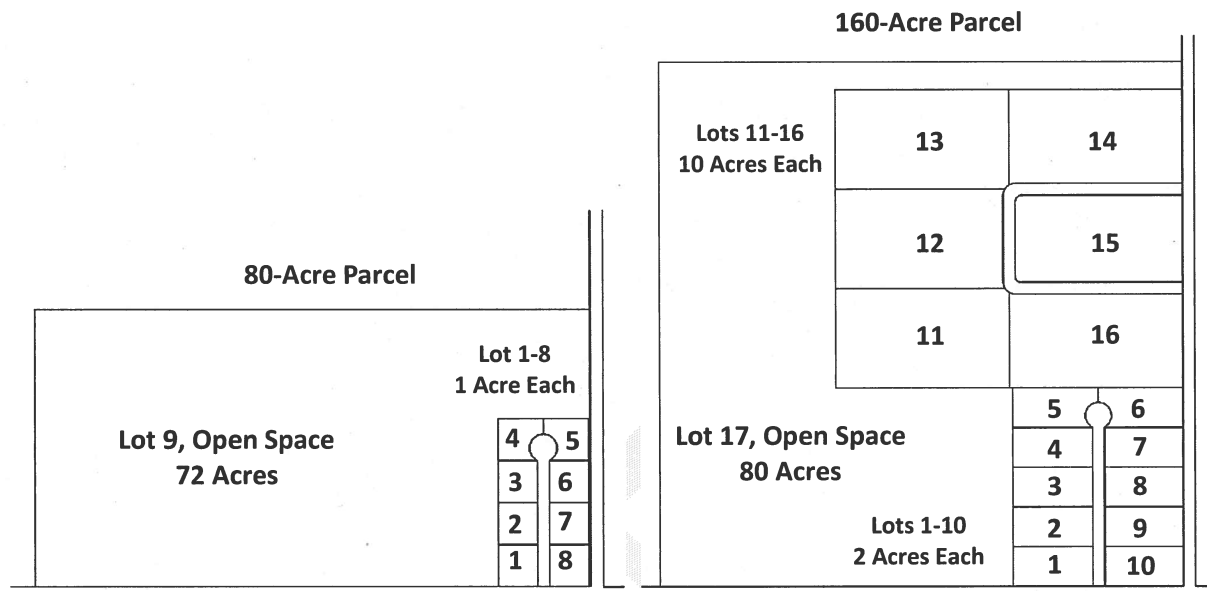 80-Acre Parcel
Lot 1-8
1 Acre Each
Lot 9, Open Space
72 Acres
4
5
3
6
2
7
1
8
160-Acre Parcel
Lots 11-16
10 Acres Each
13
14
12
15
11
16
Lot 17, Open Space
80 Acres
Lots 1-10
2 Acres Each
5
6
4
7
3
8
2
9
1
10